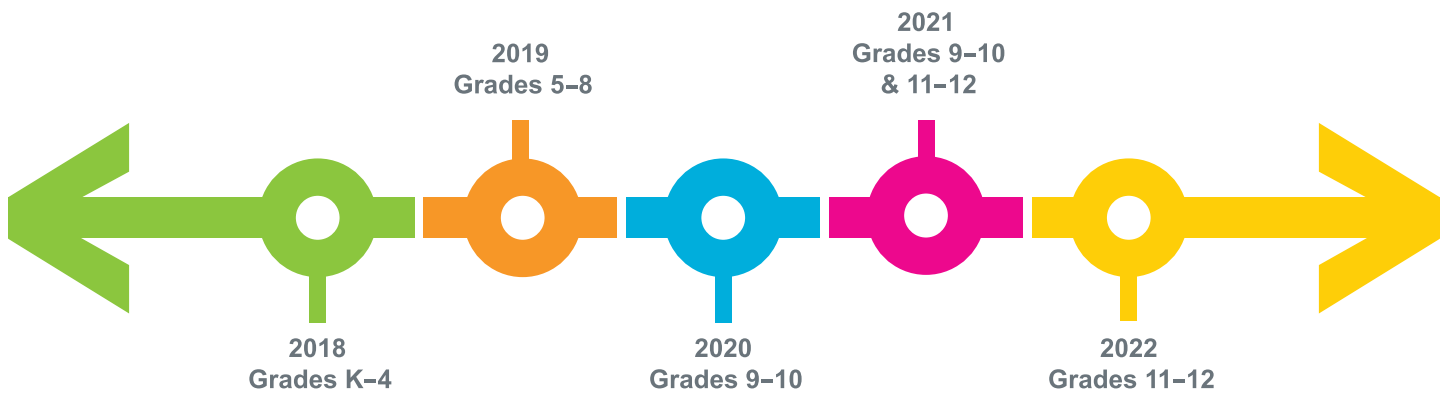 2018
Grades K–4
2019
Grades 5–8
2020
Grades 9–10
2021
Grades 9–10
& 11–12
2022
Grades 11–12